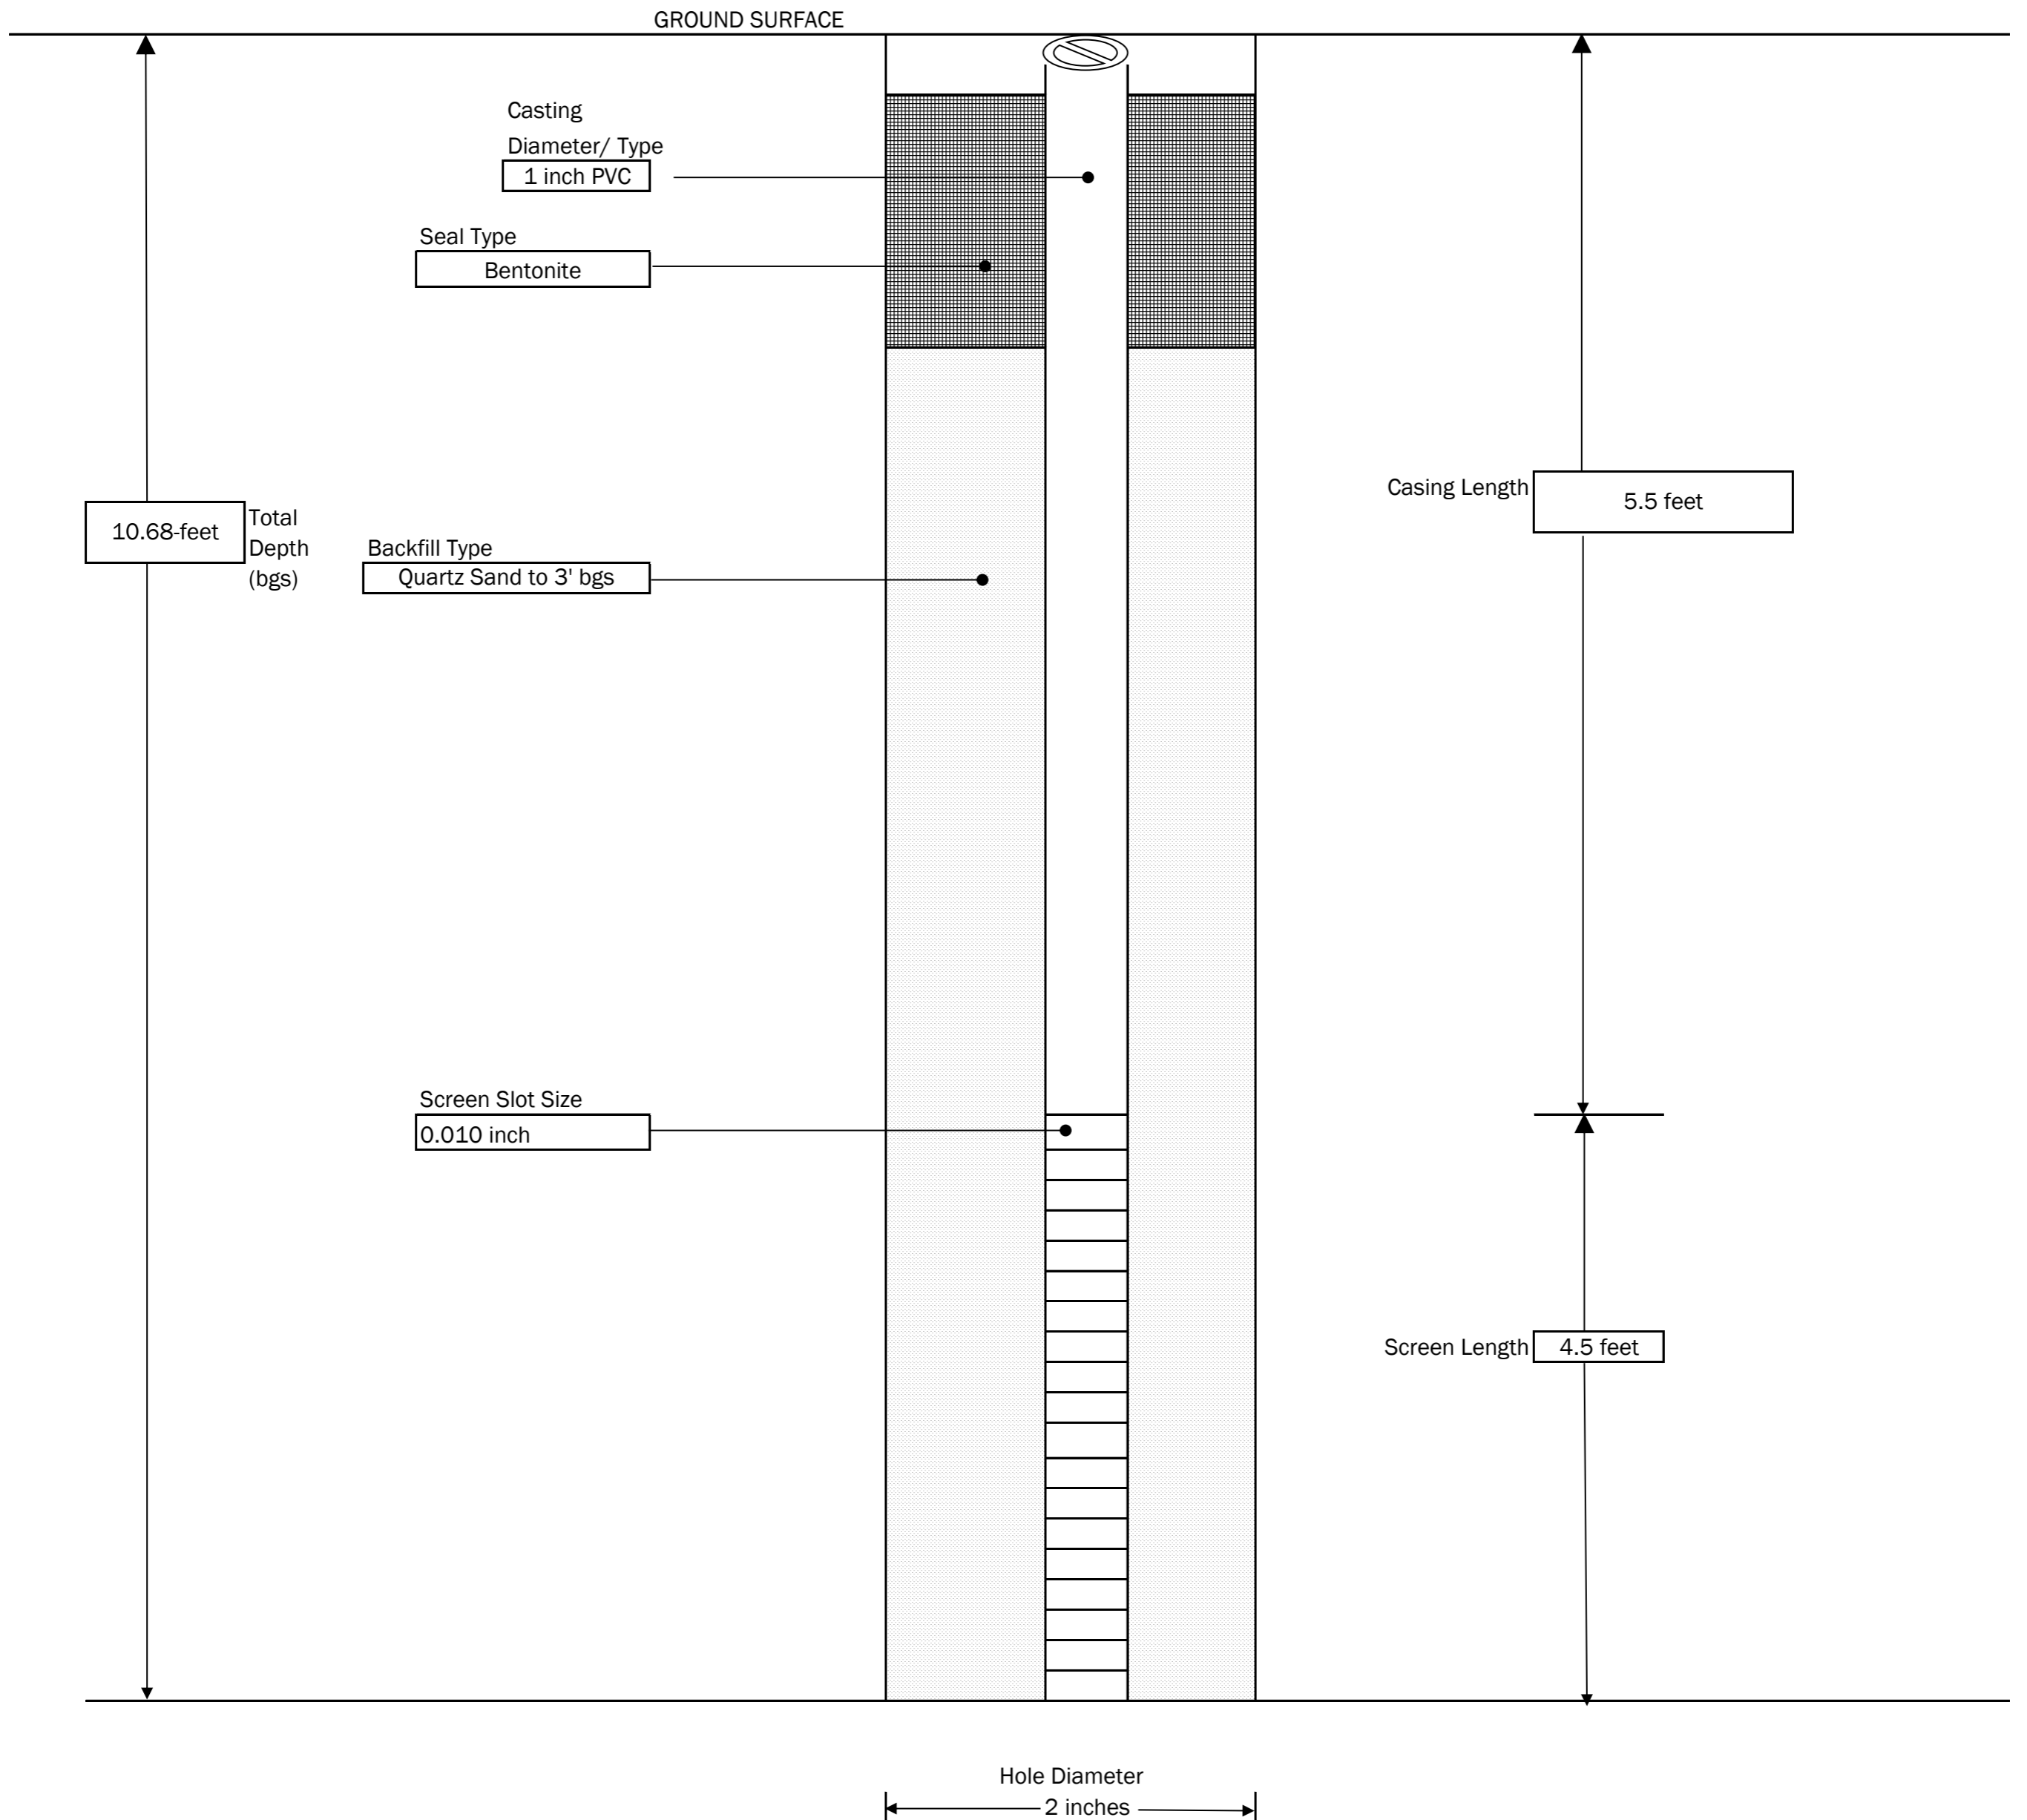 GROUND SURFACE
Casting
Diameter/ Type
1 inch PVC
Seal Type
Bentonite
Casing Length
5.5 feet
10.68-feet
Total
Depth
(bgs)
Backfill Type
Quartz Sand to 3' bgs
Screen Slot Size
0.010 inch
Screen Length
4.5 feet
Hole Diameter
2 inches